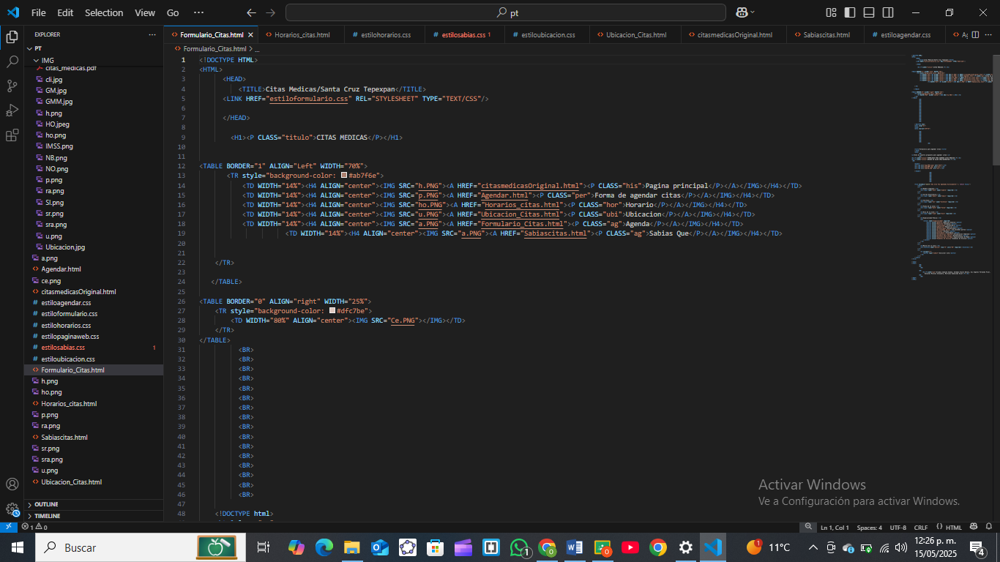 File Edit Selection View Go ··· pt
EXPLORER ···
PT
IMG
citas_medicas.pdf
cli.jpg
GM.jpg
GMM.jpg
h.png
HO.jpeg
ho.png
IMSS.png
NB.png
NO.png
p.png
ra.png
SI.png
sr.png
sra.png
u.png
Ubicacion.jpg
a.png
Agendar.html
ce.png
citasmedicasOriginal.html
estiloagendar.css
estiloformulario.css
estilohorarios.css
estilopaginaweb.css
estilosabias.css 1
estiloubicacion.css
Formulario_Citas.html
h.png
ho.png
Horarios_citas.html
p.png
ra.png
Sabiascitas.html
sr.png
sra.png
u.png
Ubicacion_Citas.html
OUTLINE
TIMELINE
Formulario_Citas.html Horarios_citas.html estilohorarios.css estilosabias.css 1 estiloubicacion.css Ubicacion_Citas.html citasmedicasOriginal.html Sabiascitas.html estiloagendar.css
Formulario_Citas.html > ...
1 <!DOCTYPE HTML>
2 <HTML>
3 <HEAD>
4 <TITLE>Citas Medicas/Santa Cruz Tepexpan</TITLE>
5 <LINK HREF="estiloformulario.css" REL="STYLESHEET" TYPE="TEXT/CSS"/>
6
7 </HEAD>
8
9 <H1><P CLASS="titulo">CITAS MEDICAS</P></H1>
10
11
12 <TABLE BORDER="1" ALIGN="Left" WIDTH="70%">
13 <TR style="background-color: #ab7f6e">
14 <TD WIDTH="14%"><H4 ALIGN="center"><IMG SRC="h.PNG"><A HREF="citasmedicasOriginal.html"><P CLASS="his">Pagina principal</P></A></IMG></H4></TD>
15 <TD WIDTH="14%"><H4 ALIGN="center"><IMG SRC="p.PNG"><A HREF="Agendar.html"><P CLASS="per">Forma de agendar citas</P></A></IMG></H4></TD>
16 <TD WIDTH="14%"><H4 ALIGN="center"><IMG SRC="ho.PNG"><A HREF="Horarios_citas.html"><P CLASS="hor">Horario</P></A></IMG></H4></TD>
17 <TD WIDTH="14%"><H4 ALIGN="center"><IMG SRC="u.PNG"><A HREF="Ubicacion_Citas.html"><P CLASS="ubi">Ubicacion</P></A></IMG></H4></TD>
18 <TD WIDTH="14%"><H4 ALIGN="center"><IMG SRC="a.PNG"><A HREF="Formulario_Citas.html"><P CLASS="ag">Agenda</P></A></IMG></H4></TD>
19 <TD WIDTH="14%"><H4 ALIGN="center"><IMG SRC="a.PNG"><A HREF="Sabiascitas.html"><P CLASS="ag">Sabias Que</P></A></IMG></H4></TD>
20
21
22 </TR>
23
24 </TABLE>
25
26 <TABLE BORDER="0" ALIGN="right" WIDTH="25%">
27 <TR style="background-color: #dfc7be">
28 <TD WIDTH="80%" ALIGN="center"><IMG SRC="Ce.PNG"></IMG></TD>
29 </TR>
30 </TABLE>
31 <BR>
32 <BR>
33 <BR>
34 <BR>
35 <BR>
36 <BR>
37 <BR>
38 <BR>
39 <BR>
40 <BR>
41 <BR>
42 <BR>
43 <BR>
44 <BR>
45 <BR>
46 <BR>
47
48 <!DOCTYPE html>
Activar Windows
Ve a Configuración para activar Windows.
1 0 Ln 1, Col 1 Spaces: 4 UTF-8 CRLF HTML
Buscar 11°C 12:26 p. m.
15/05/2025 4